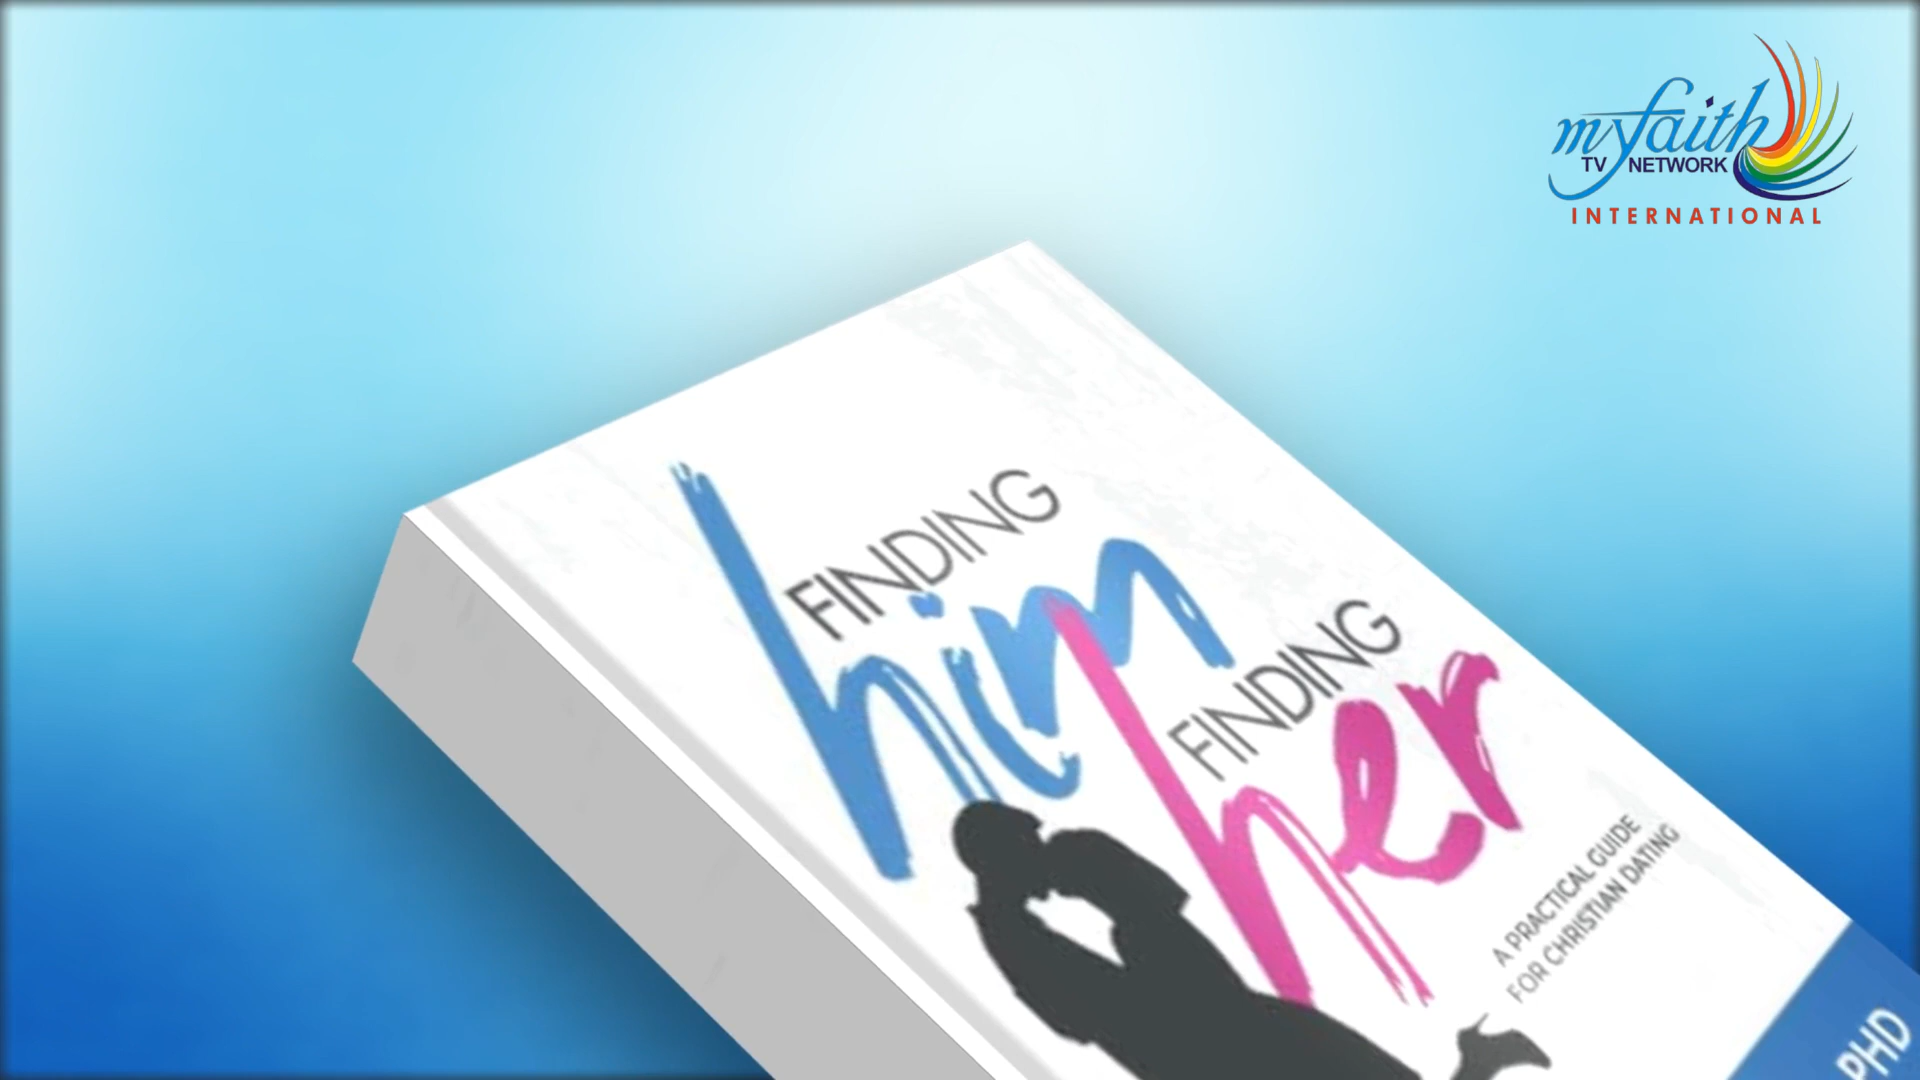 myfaith
TV NETWORK
INTERNATIONAL
FINDING
him
FINDING
her
A PRACTICAL GUIDE
FOR CHRISTIAN DATING
PHD